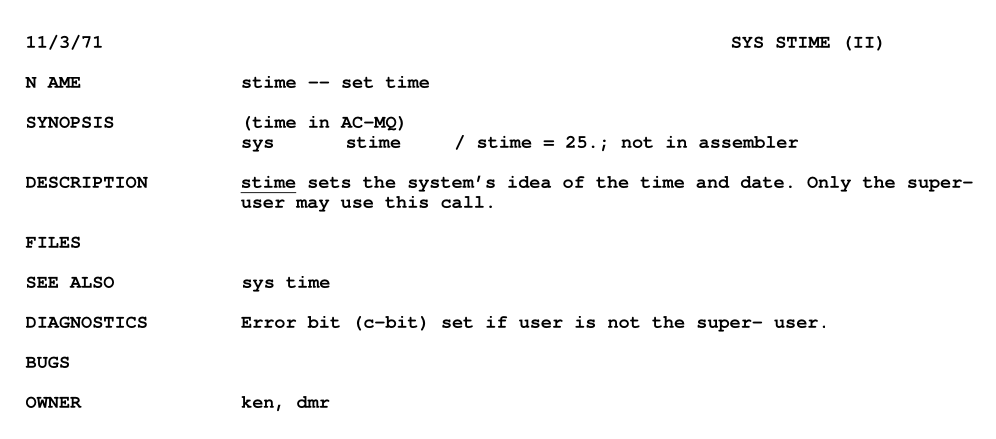 11/3/71 SYS STIME (II)
N AME stime -- set time
SYNOPSIS (time in AC-MQ)
sys stime / stime = 25.; not in assembler
DESCRIPTION stime sets the system's idea of the time and date. Only the super-
user may use this call.
FILES
SEE ALSO sys time
DIAGNOSTICS Error bit (c-bit) set if user is not the super- user.
BUGS
OWNER ken, dmr